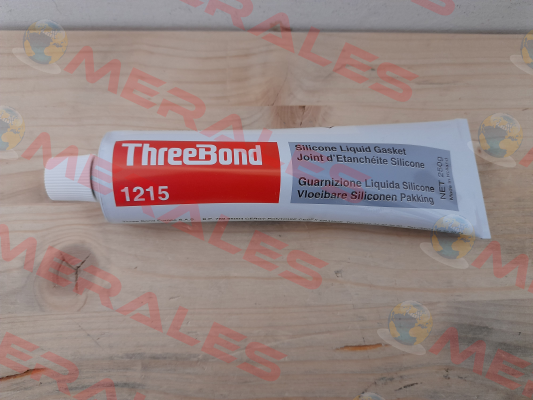 ThreeBond
1215
Silicone Liquid Gasket
Joint d'Etanchéite Silicone
Guarnizione Liquida Silicone
Vloeibare Siliconen Pakking
NET 250g
MERALES
MERALES
MERALES
MERALES